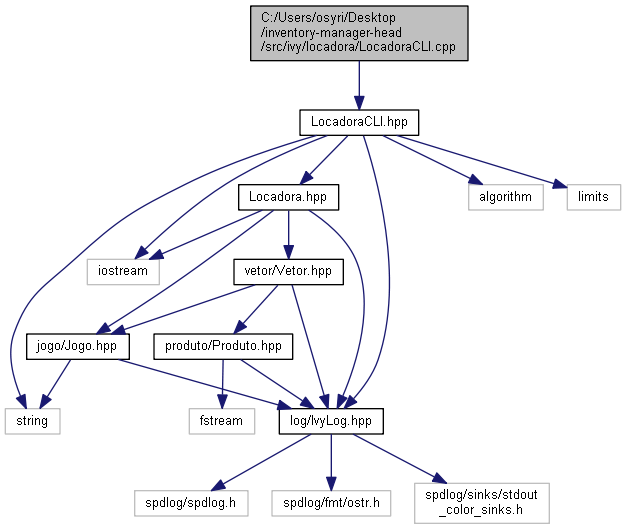 C:/Users/osyri/Desktop
/inventory-manager-head
/src/ivy/locadora/LocadoraCLI.cpp
LocadoraCLI.hpp
Locadora.hpp
algorithm
limits
iostream
vetor/Vetor.hpp
jogo/Jogo.hpp
produto/Produto.hpp
string
fstream
log/IvyLog.hpp
spdlog/spdlog.h
spdlog/fmt/ostr.h
spdlog/sinks/stdout
_color_sinks.h